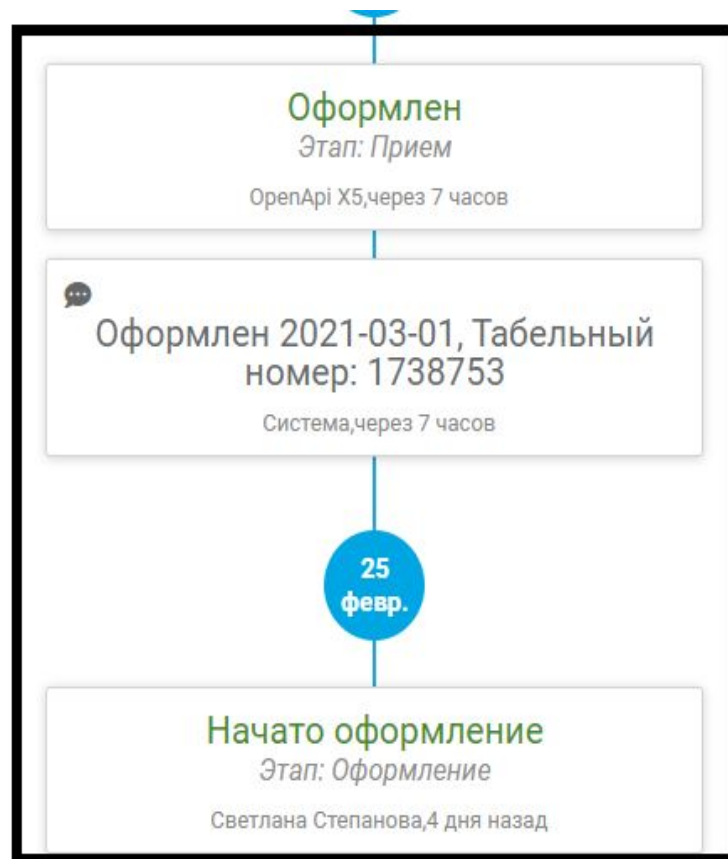 Оформлен
Этап: Прием
OpenApi X5,через 7 часов
Оформлен 2021-03-01, Табельный
номер: 1738753
Система,через 7 часов
25
февр.
Начато оформление
Этап: Оформление
Светлана Степанова,4 дня назад